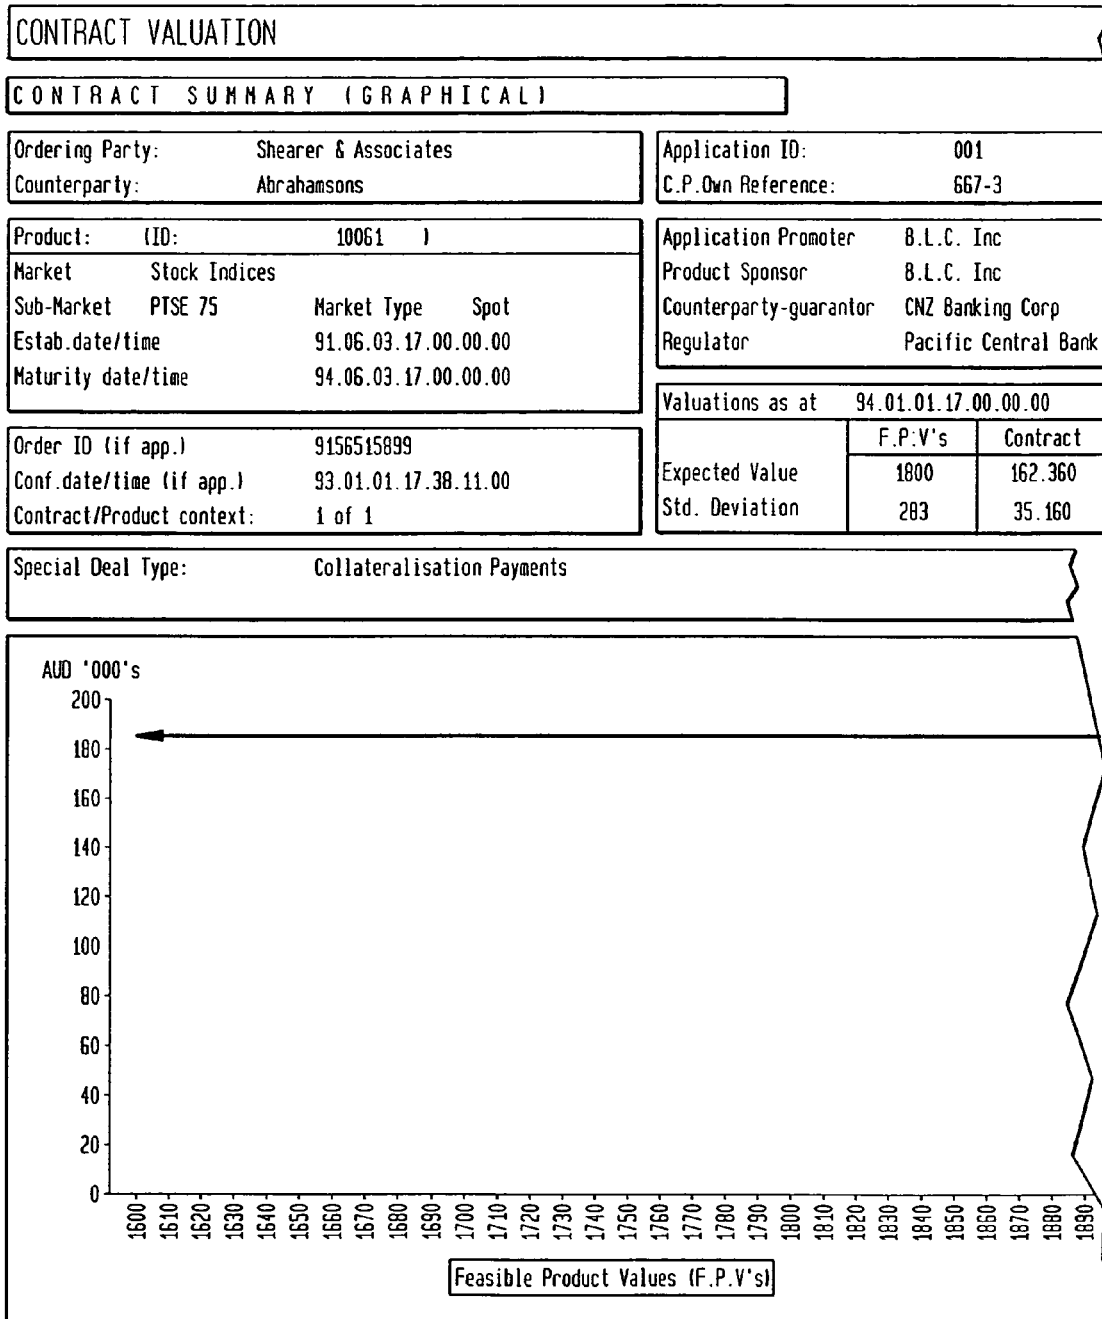 CONTRACT VALUATION
CONTRACT SUMMARY (GRAPHICAL)
Ordering Party: Shearer & Associates
Counterparty: Abrahamsons
Application ID: 001
C.P.Own Reference: 667-3
Product: (ID: 10061 )
Market Stock Indices
Sub-Market PTSE 75 Market Type Spot
Estab.date/time 91.06.03.17.00.00.00
Maturity date/time 94.06.03.17.00.00.00
Application Promoter B.L.C. Inc
Product Sponsor B.L.C. Inc
Counterparty-guarantor CNZ Banking Corp
Regulator Pacific Central Bank
Order ID (if app.) 9156515899
Conf.date/time (if app.) 93.01.01.17.38.11.00
Contract/Product context: 1 of 1
Valuations as at 94.01.01.17.00.00.00
F.P.V's Contract
Expected Value 1800 162.360
Std. Deviation 283 35.160
Special Deal Type: Collateralisation Payments
AUD '000's
200
180
160
140
120
100
80
60
40
20
0
1600 1610 1620 1630 1640 1650 1660 1670 1680 1690 1700 1710 1720 1730 1740 1750 1760 1770 1780 1790 1800 1810 1820 1830 1840 1850 1860 1870 1880 1890
Feasible Product Values (F.P.V's)